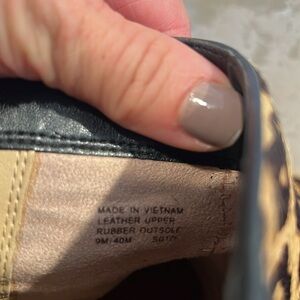 MADE IN VIETNAM
LEATHER UPPER
RUBBER OUTSOLE
9M/40M